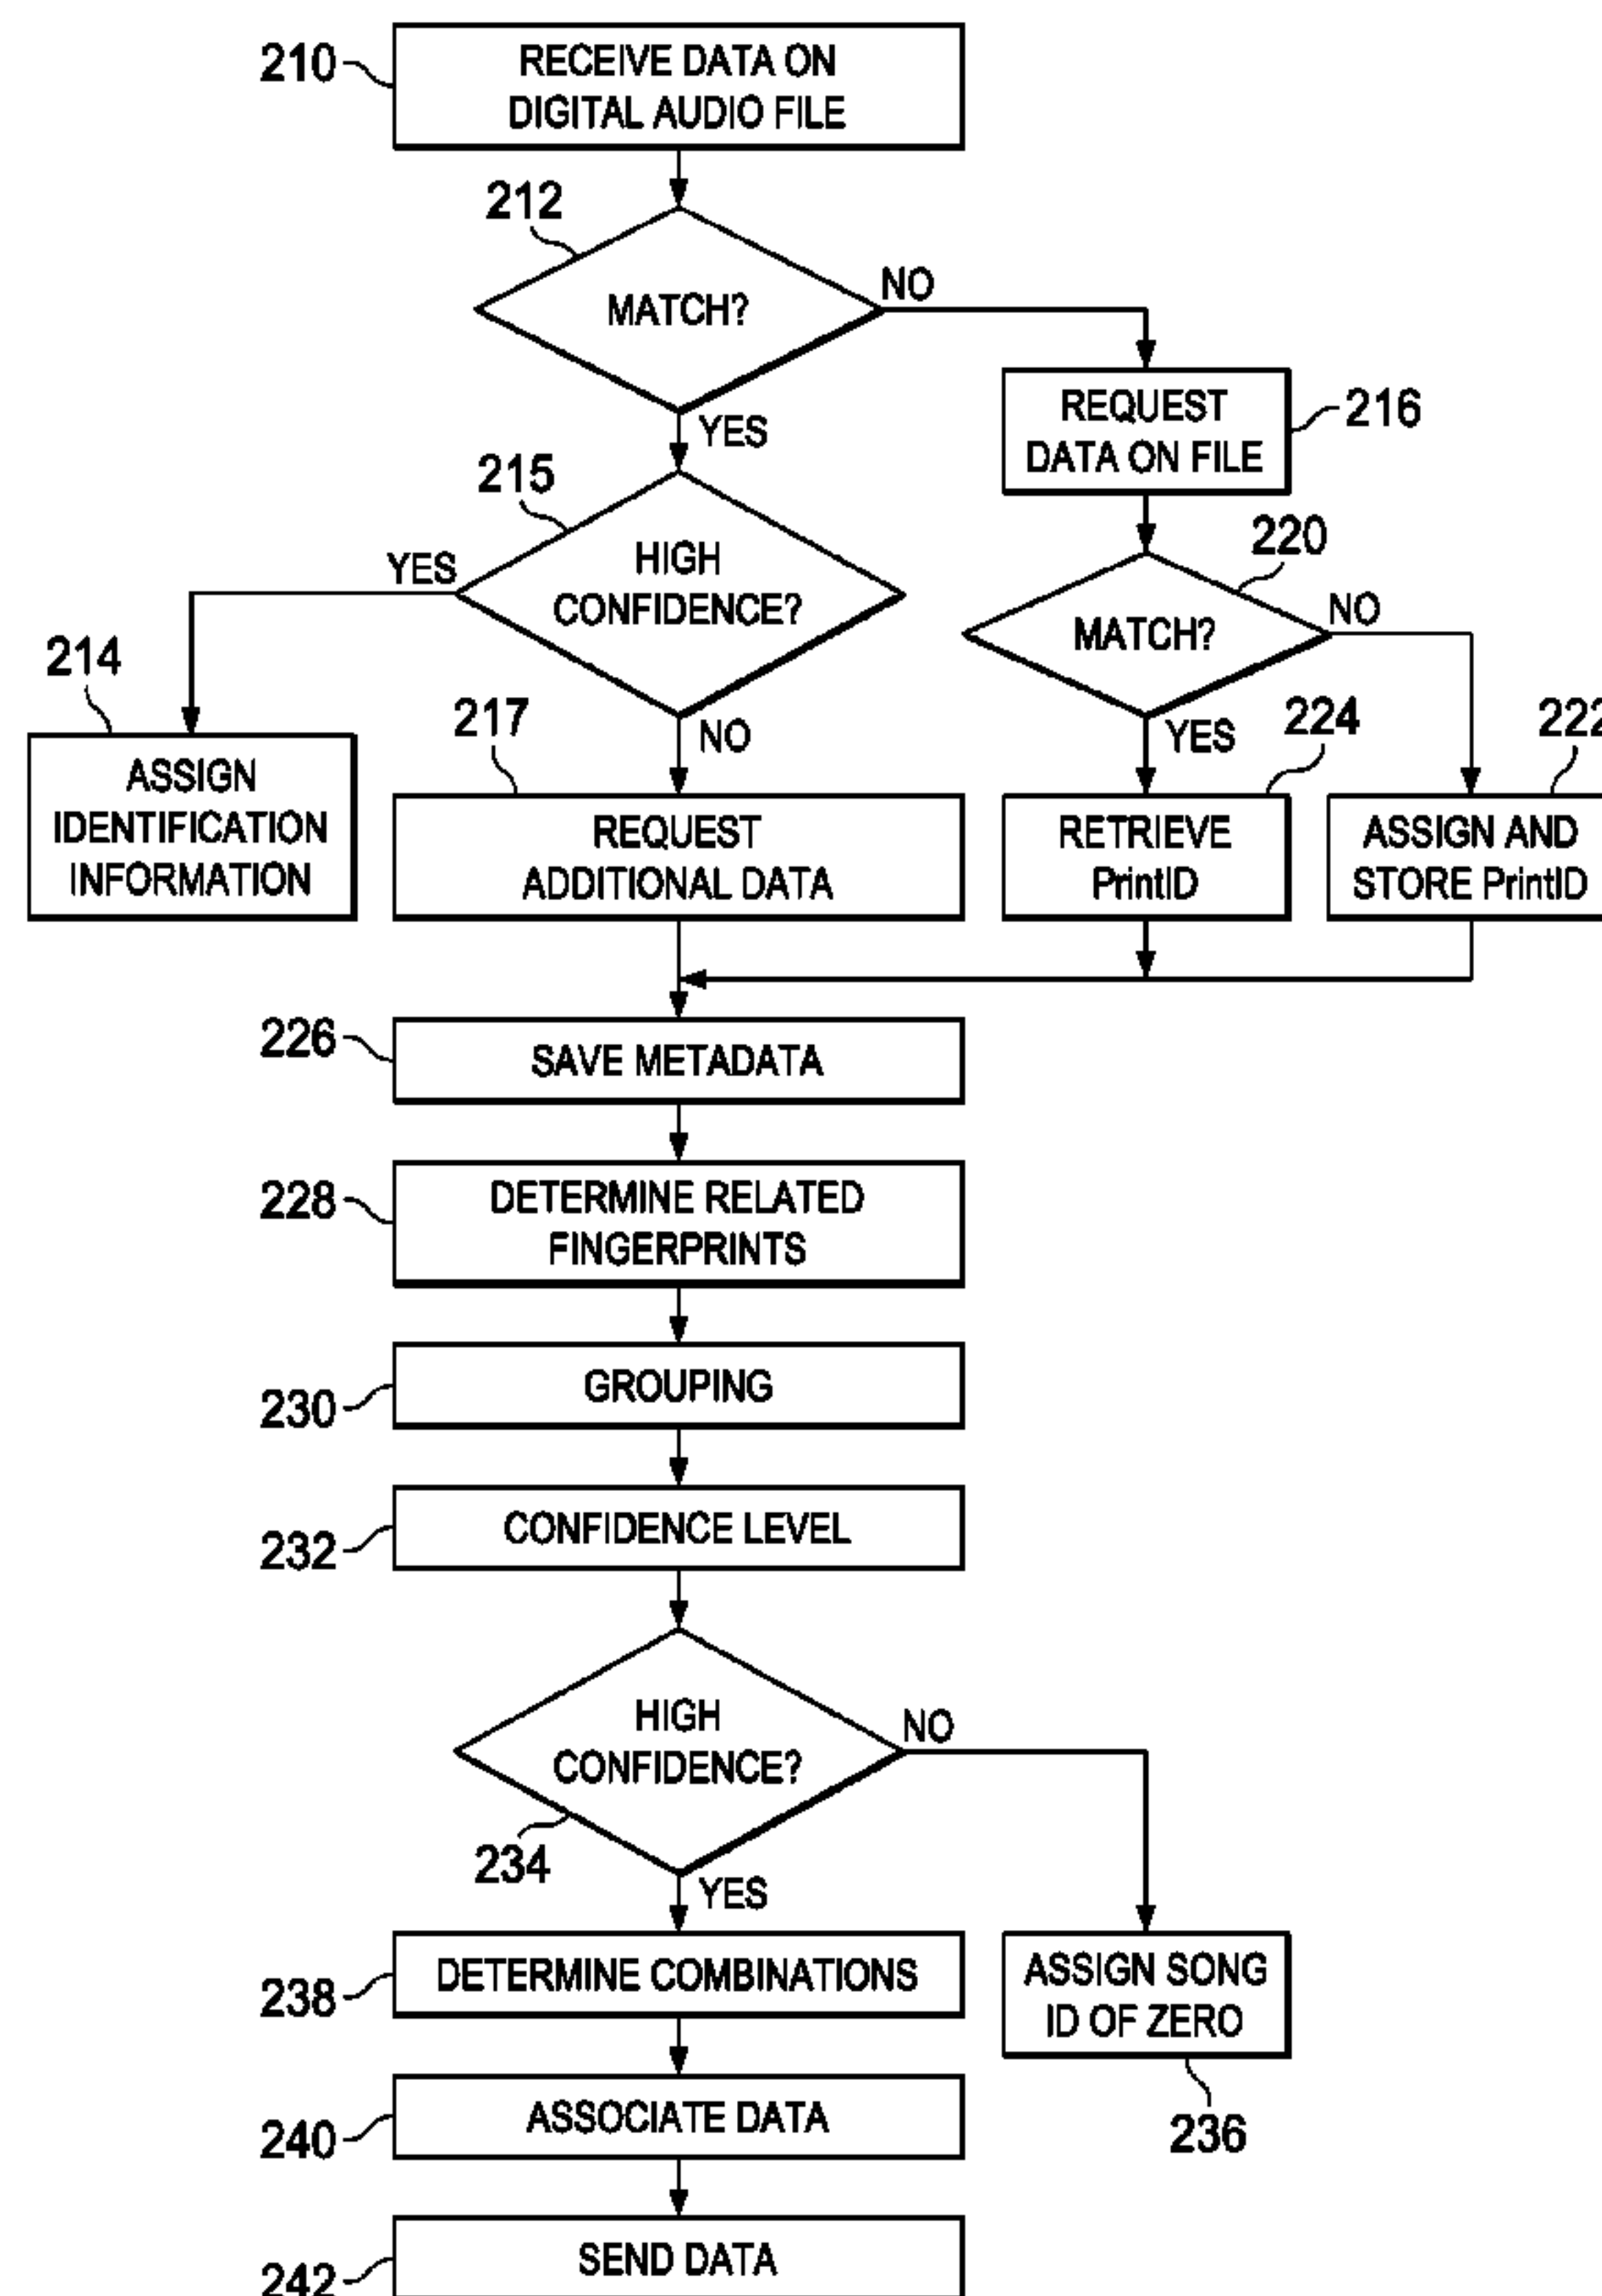 210
RECEIVE DATA ON
DIGITAL AUDIO FILE
212
MATCH?
NO
YES
REQUEST
DATA ON FILE
216
215
HIGH
CONFIDENCE?
YES
NO
220
MATCH?
NO
YES
214
ASSIGN
IDENTIFICATION
INFORMATION
217
REQUEST
ADDITIONAL DATA
224
RETRIEVE
PrintID
222
ASSIGN AND
STORE PrintID
226
SAVE METADATA
228
DETERMINE RELATED
FINGERPRINTS
230
GROUPING
232
CONFIDENCE LEVEL
HIGH
CONFIDENCE?
NO
234
YES
238
DETERMINE COMBINATIONS
ASSIGN SONG
ID OF ZERO
236
240
ASSOCIATE DATA
242
SEND DATA